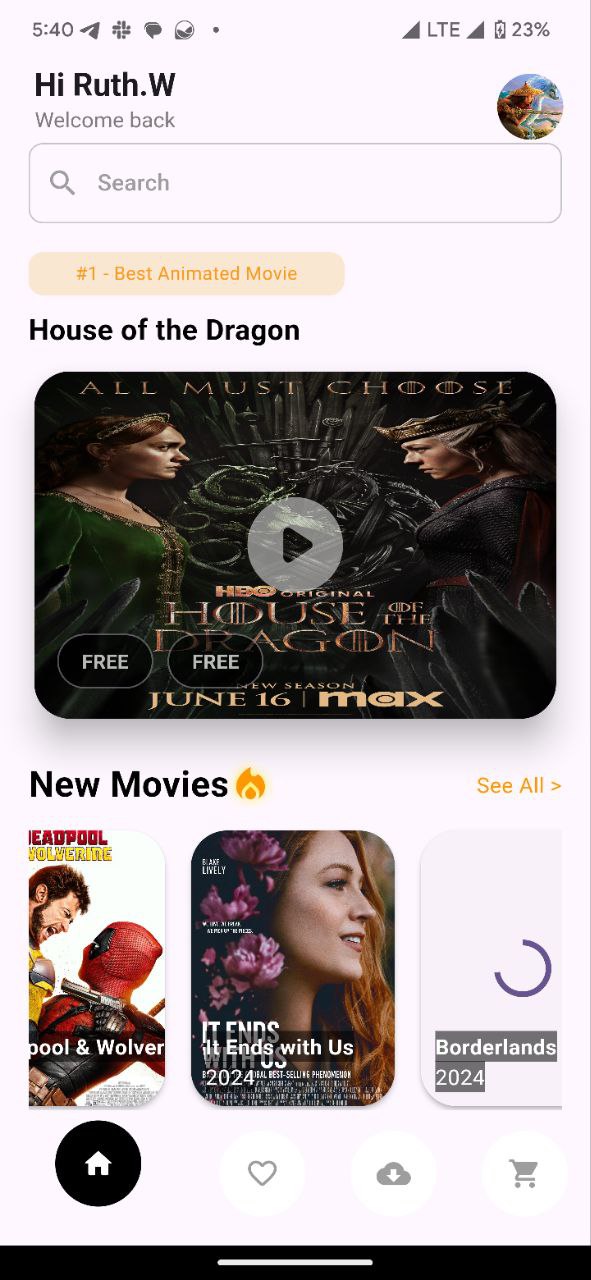 5:40
LTE
23%
Hi Ruth.W
Welcome back
Search
#1 - Best Animated Movie
House of the Dragon
ALL MUST CHOOSE
HBO ORIGINAL
HOUSE OF THE
DRAGON
FREE
FREE
NEW SEASON
JUNE 16 | max
New Movies
See All >
DEADPOOL
WOLVERINE
pool & Wolver
BLAKE
LIVELY
IT ENDS
WITH US
It Ends with Us
2024
Borderlands
2024